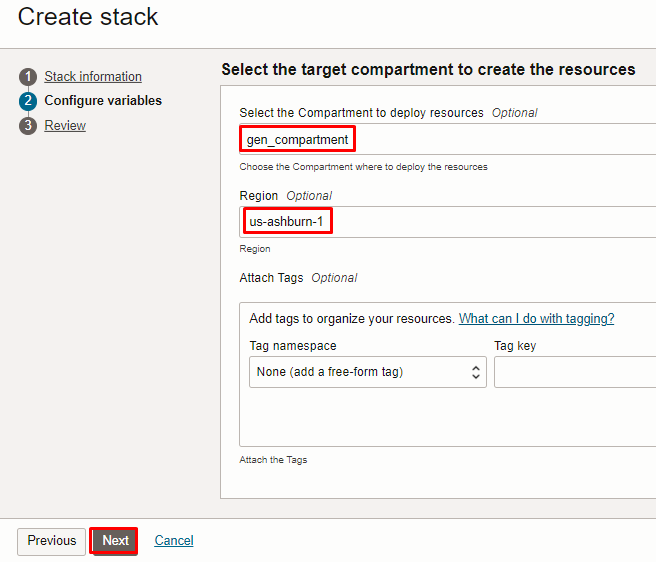 Create stack
1 Stack information
2 Configure variables
3 Review
Select the target compartment to create the resources
Select the Compartment to deploy resources Optional
gen_compartment
Choose the Compartment where to deploy the resources
Region Optional
us-ashburn-1
Region
Attach Tags Optional
Add tags to organize your resources. What can I do with tagging?
Tag namespace Tag key
None (add a free-form tag)
Attach the Tags
Previous Next Cancel